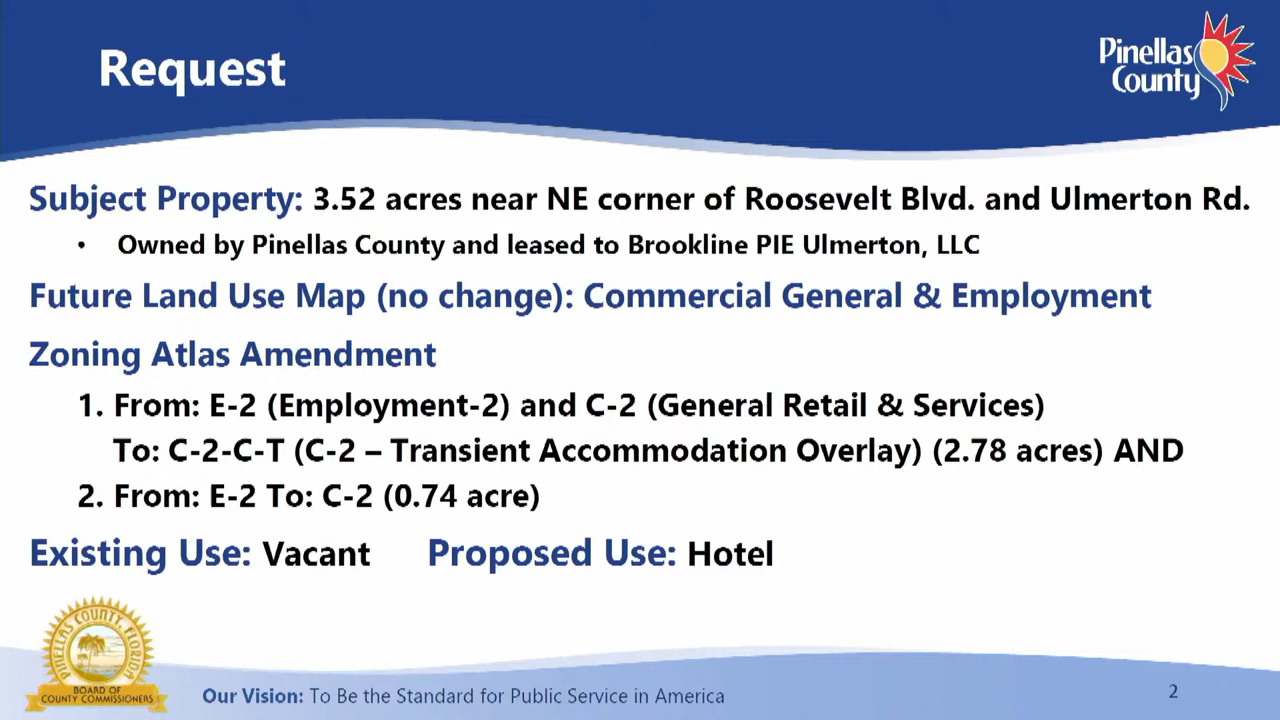 Request
Pinellas
County
Subject Property: 3.52 acres near NE corner of Roosevelt Blvd. and Ulmerton Rd.
• Owned by Pinellas County and leased to Brookline PIE Ulmerton, LLC
Future Land Use Map (no change): Commercial General & Employment
Zoning Atlas Amendment
1. From: E-2 (Employment-2) and C-2 (General Retail & Services)
To: C-2-C-T (C-2 – Transient Accommodation Overlay) (2.78 acres) AND
2. From: E-2 To: C-2 (0.74 acre)
Existing Use: Vacant Proposed Use: Hotel
PINELLAS COUNTY, FLORIDA
BOARD OF
COUNTY COMMISSIONERS
Our Vision: To Be the Standard for Public Service in America
2